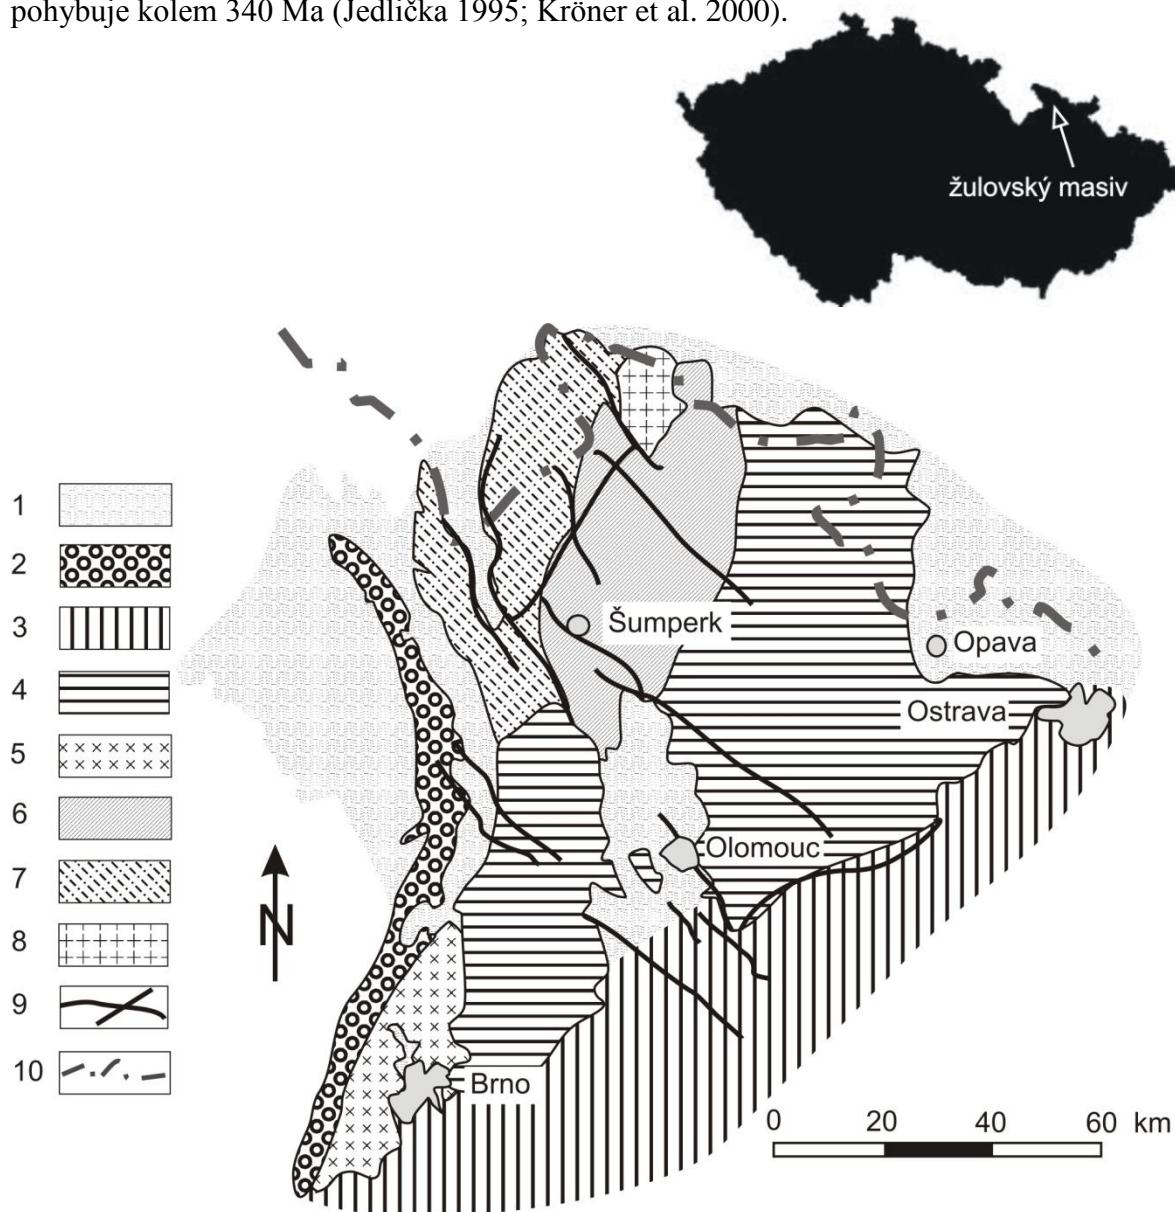 pohybuje kolem 340 Ma (Jedlička 1995; Kröner et al. 2000).
žulovský masiv
1
2
3
4
5
6
7
8
9
10
Šumperk
Opava
Ostrava
Olomouc
N
Brno
0 20 40 60 km